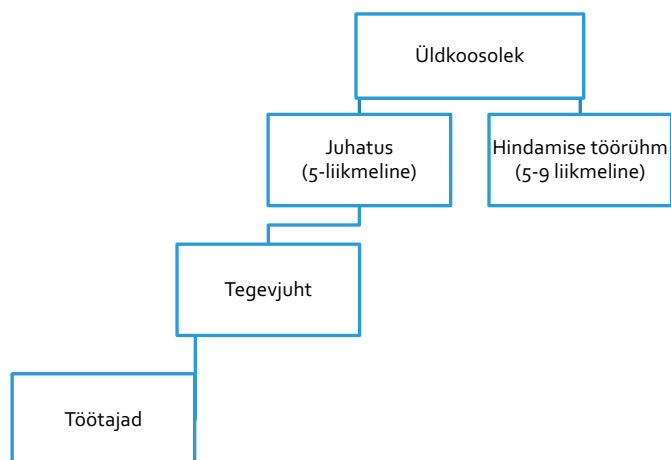 Üldkoosolek
Juhatus
(5-liikmeline)
Hindamise töörühm
(5-9 liikmeline)
Tegevjuht
Töötajad